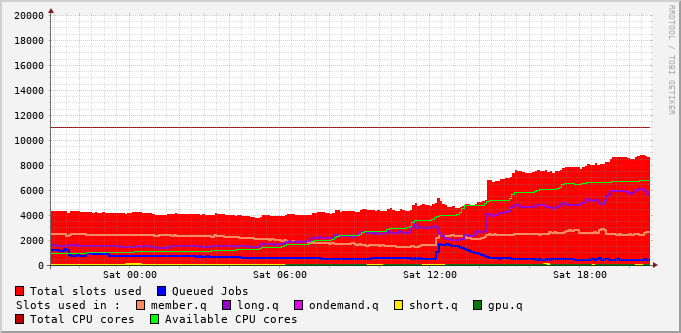 RRDTOOL / TOBI OETIKER
20000
18000
16000
14000
12000
10000
8000
6000
4000
2000
0
Sat 00:00 Sat 06:00 Sat 12:00 Sat 18:00
Total slots used Queued Jobs
Slots used in : member.q long.q ondemand.q short.q gpu.q
Total CPU cores Available CPU cores